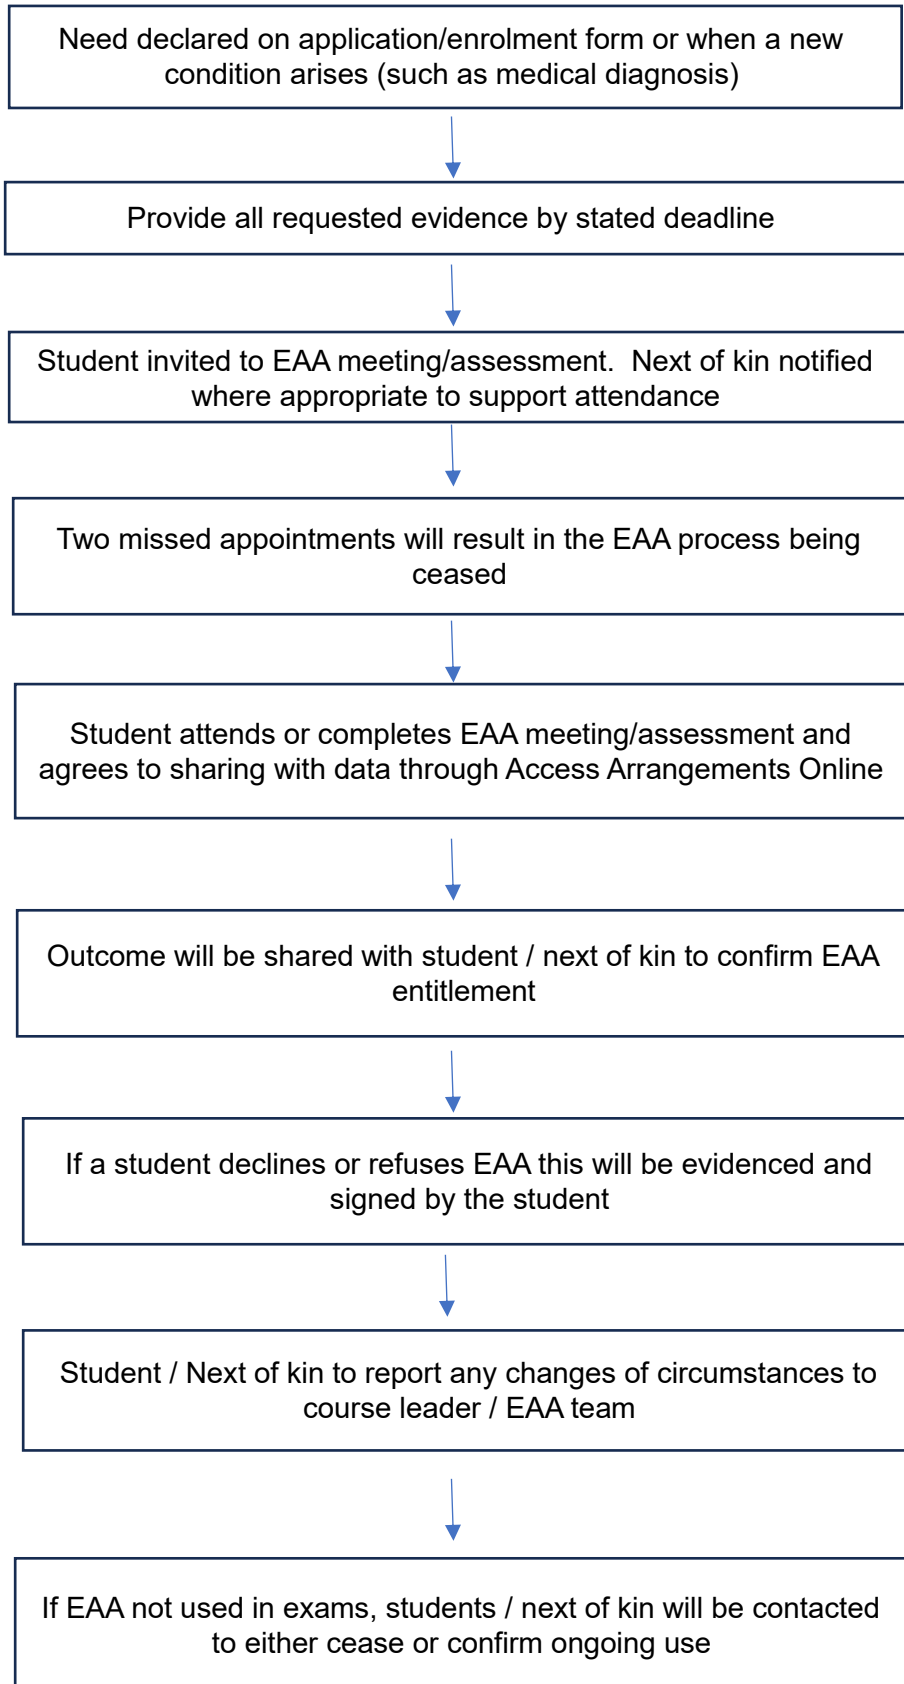 Need declared on application/enrolment form or when a new
condition arises (such as medical diagnosis)
Provide all requested evidence by stated deadline
Student invited to EAA meeting/assessment.  Next of kin notified
where appropriate to support attendance
Two missed appointments will result in the EAA process being
ceased
Student attends or completes EAA meeting/assessment and
agrees to sharing with data through Access Arrangements Online
Outcome will be shared with student / next of kin to confirm EAA
entitlement
If a student declines or refuses EAA this will be evidenced and
signed by the student
Student / Next of kin to report any changes of circumstances to
course leader / EAA team
If EAA not used in exams, students / next of kin will be contacted
to either cease or confirm ongoing use